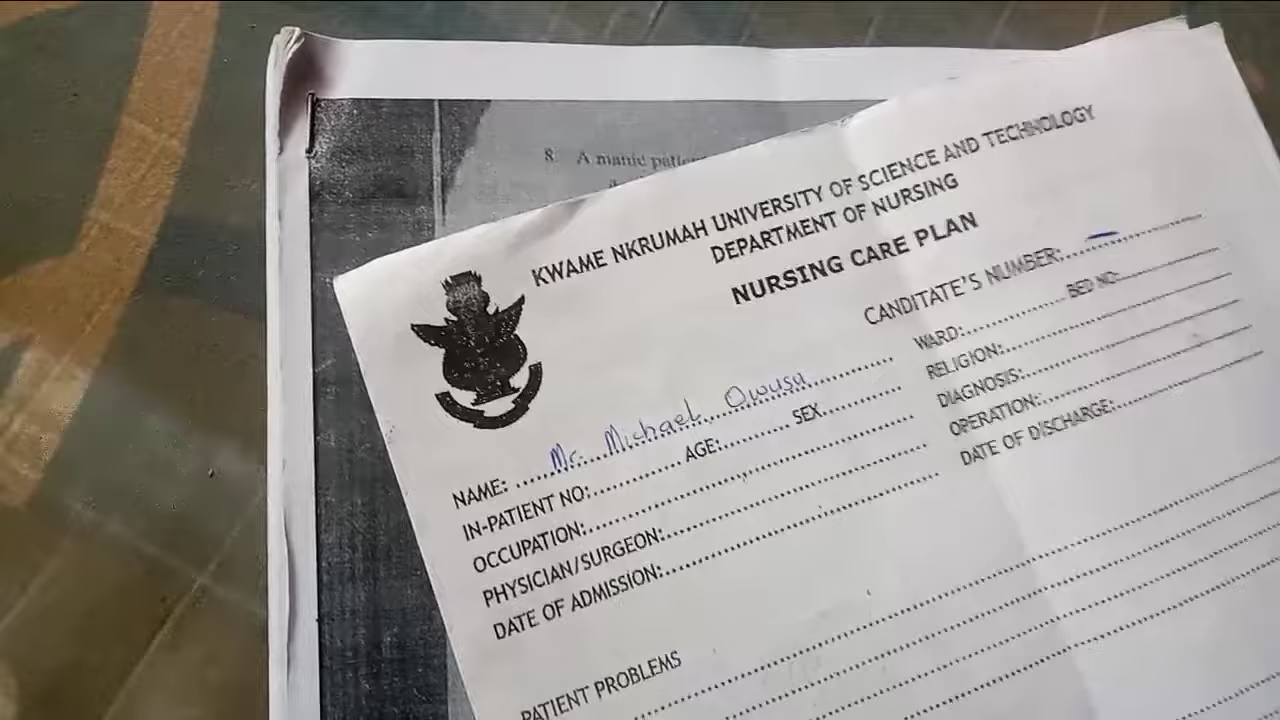 8. A manic patien
KWAME NKRUMAH UNIVERSITY OF SCIENCE AND TECHNOLOGY
DEPARTMENT OF NURSING
NURSING CARE PLAN
CANDITATE'S NUMBER:
NAME: Mr. Michael Owusu
WARD: BED NO:
IN-PATIENT NO: AGE: SEX
RELIGION:
OCCUPATION:
DIAGNOSIS:
PHYSICIAN/SURGEON:
OPERATION:
DATE OF ADMISSION:
DATE OF DISCHARGE:
PATIENT PROBLEMS